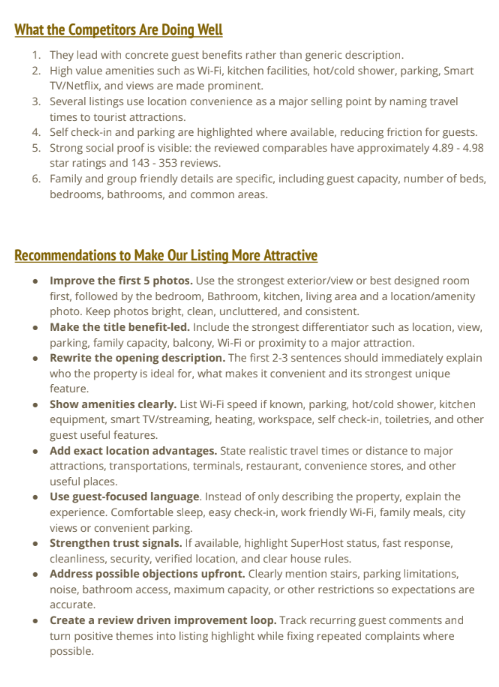 What the Competitors Are Doing Well
1. They lead with concrete guest benefits rather than generic description.
2. High value amenities such as Wi-Fi, kitchen facilities, hot/cold shower, parking, Smart
TV/Netflix, and views are made prominent.
3. Several listings use location convenience as a major selling point by naming travel
times to tourist attractions.
4. Self check-in and parking are highlighted where available, reducing friction for guests.
5. Strong social proof is visible: the reviewed comparables have approximately 4.89 - 4.98
star ratings and 143 - 353 reviews.
6. Family and group friendly details are specific, including guest capacity, number of beds,
bedrooms, bathrooms, and common areas.
Recommendations to Make Our Listing More Attractive
● Improve the first 5 photos. Use the strongest exterior/view or best designed room
first, followed by the bedroom, Bathroom, kitchen, living area and a location/amenity
photo. Keep photos bright, clean, uncluttered, and consistent.
● Make the title benefit-led. Include the strongest differentiator such as location, view,
parking, family capacity, balcony, Wi-Fi or proximity to a major attraction.
● Rewrite the opening description. The first 2-3 sentences should immediately explain
who the property is ideal for, what makes it convenient and its strongest unique
feature.
● Show amenities clearly. List Wi-Fi speed if known, parking, hot/cold shower, kitchen
equipment, smart TV/streaming, heating, workspace, self check-in, toiletries, and other
guest useful features.
● Add exact location advantages. State realistic travel times or distance to major
attractions, transportations, terminals, restaurant, convenience stores, and other
useful places.
● Use guest-focused language. Instead of only describing the property, explain the
experience. Comfortable sleep, easy check-in, work friendly Wi-Fi, family meals, city
views or convenient parking.
● Strengthen trust signals. If available, highlight SuperHost status, fast response,
cleanliness, security, verified location, and clear house rules.
● Address possible objections upfront. Clearly mention stairs, parking limitations,
noise, bathroom access, maximum capacity, or other restrictions so expectations are
accurate.
● Create a review driven improvement loop. Track recurring guest comments and
turn positive themes into listing highlight while fixing repeated complaints where
possible.